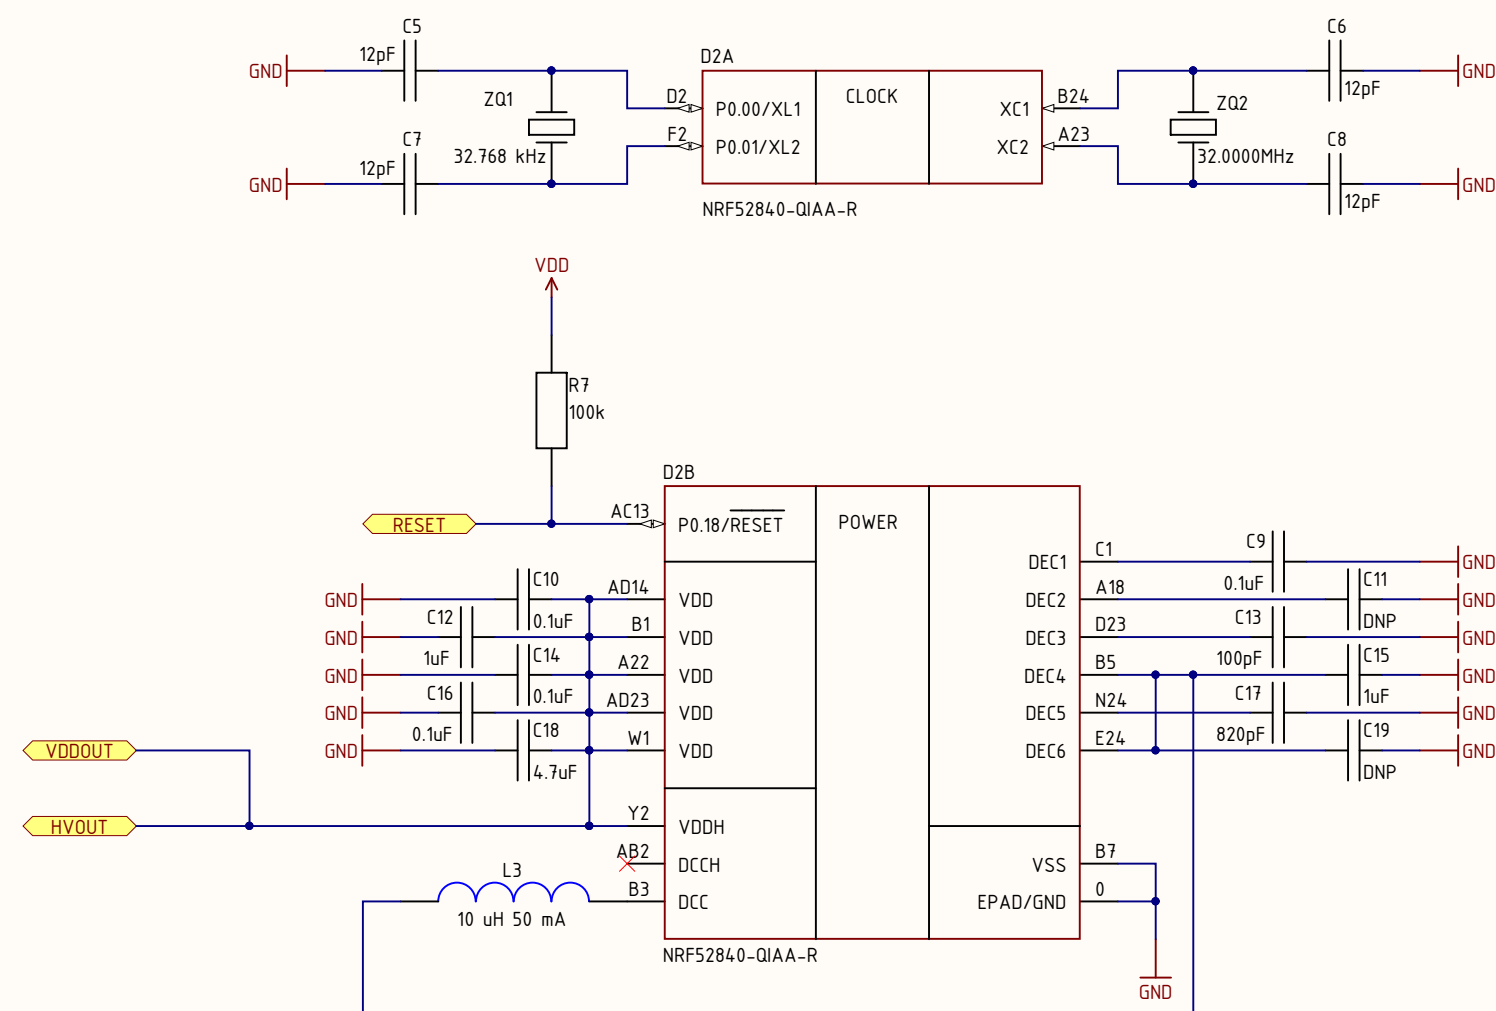 C5
12pF
GND
C7
12pF
GND
ZQ1
32.768 kHz
D2A
D2
F2
P0.00/XL1
P0.01/XL2
CLOCK
XC1
XC2
B24
A23
NRF52840-QIAA-R
ZQ2
32.0000MHz
C6
12pF
GND
C8
12pF
GND
VDD
R7
100k
RESET
AC13
D2B
P0.18/RESET
POWER
GND
C10
0.1uF
AD14
VDD
GND
C12
1uF
B1
VDD
GND
C14
0.1uF
A22
VDD
GND
C16
0.1uF
AD23
VDD
GND
C18
4.7uF
W1
VDD
VDDOUT
HVOUT
Y2
VDDH
AB2
DCCH
B3
DCC
L3
10 uH 50 mA
DEC1
C1
C9
0.1uF
GND
DEC2
A18
C11
DNP
GND
DEC3
D23
C13
100pF
GND
DEC4
B5
C15
1uF
GND
DEC5
N24
C17
820pF
GND
DEC6
E24
C19
DNP
GND
VSS
B7
EPAD/GND
0
GND
NRF52840-QIAA-R